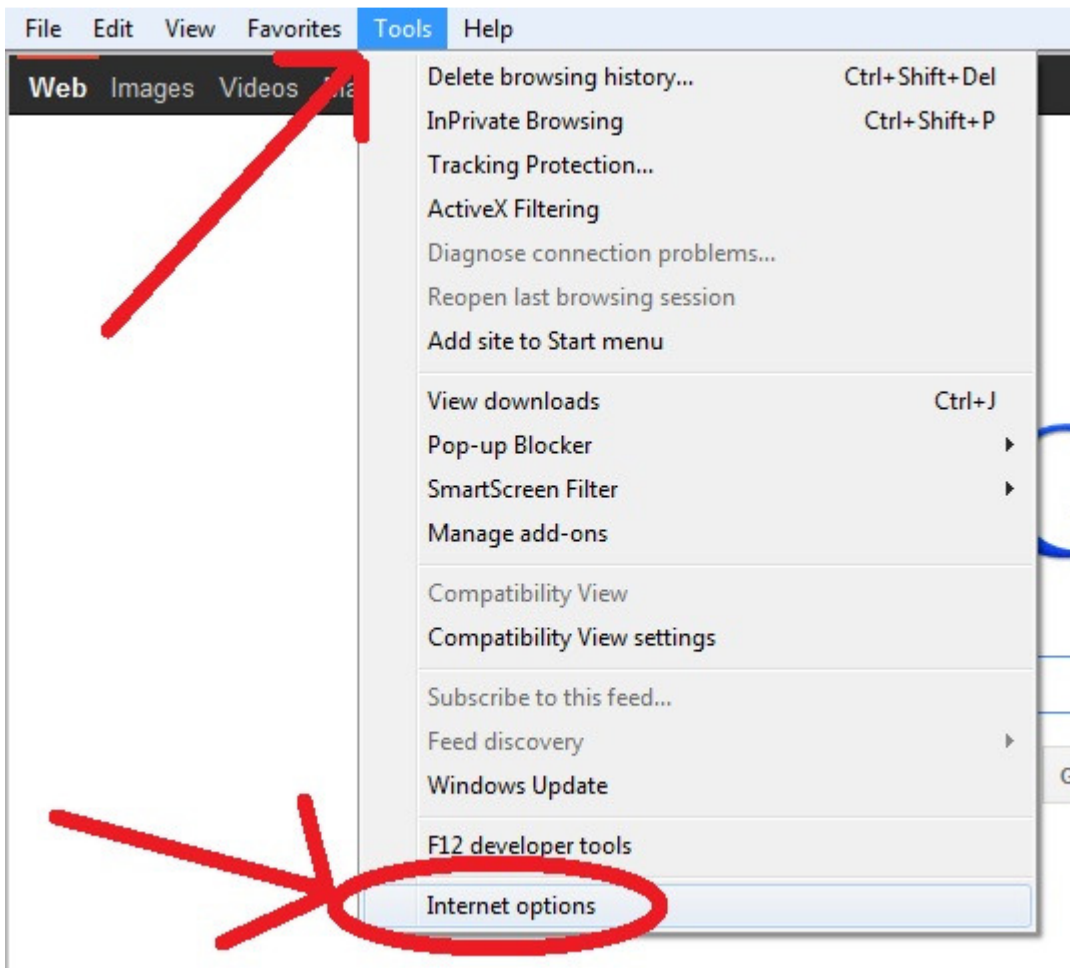 File Edit View Favorites Tools Help
Web Images Videos
Delete browsing history... Ctrl+Shift+Del
InPrivate Browsing Ctrl+Shift+P
Tracking Protection...
ActiveX Filtering
Diagnose connection problems...
Reopen last browsing session
Add site to Start menu
View downloads Ctrl+J
Pop-up Blocker
SmartScreen Filter
Manage add-ons
Compatibility View
Compatibility View settings
Subscribe to this feed...
Feed discovery
Windows Update
F12 developer tools
Internet options